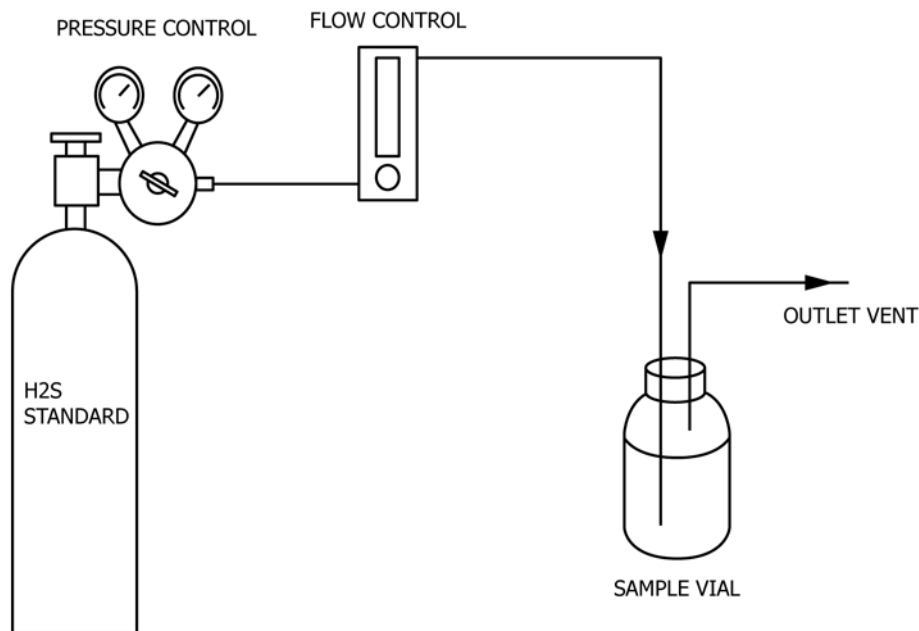 PRESSURE CONTROL
FLOW CONTROL
OUTLET VENT
H2S
STANDARD
SAMPLE VIAL